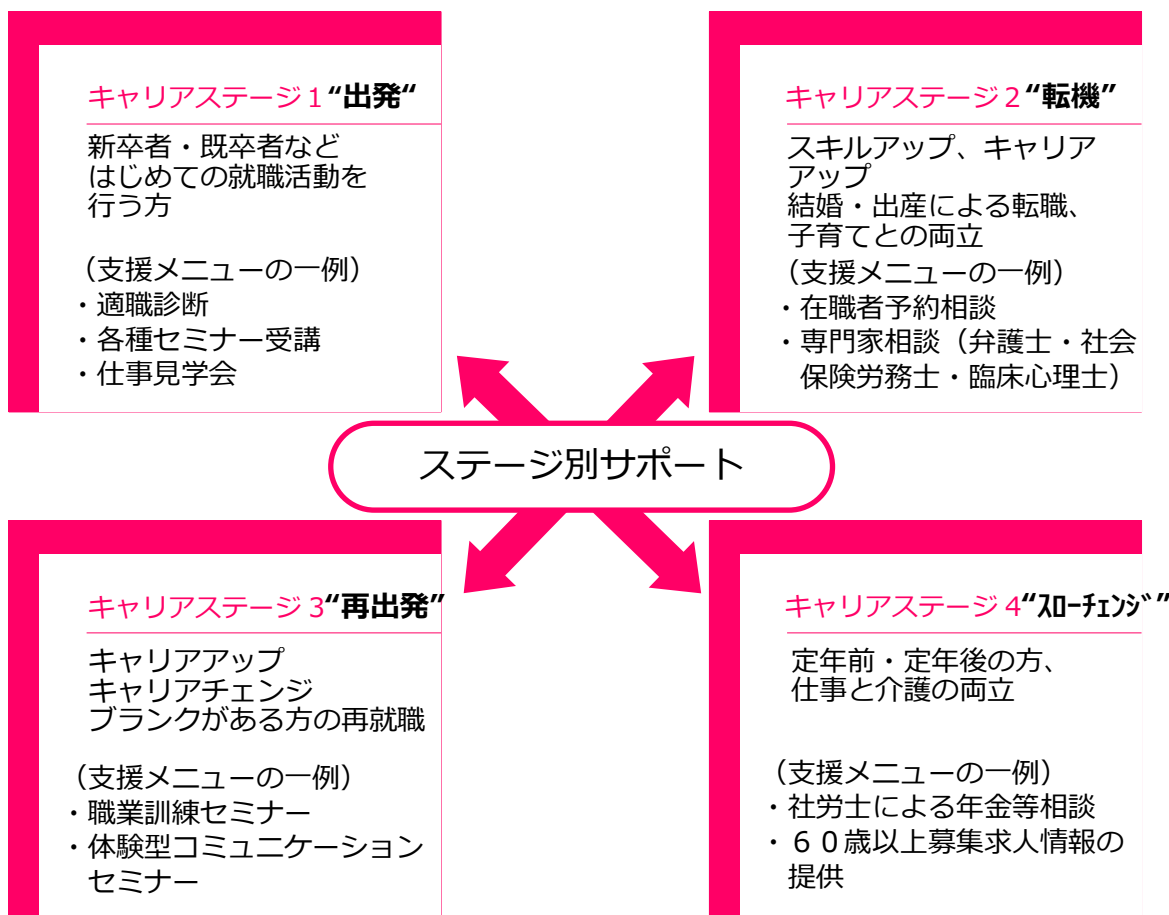 キャリアステージ1“出発“
新卒者・既卒者など
はじめての就職活動を
行う方
（支援メニューの一例）
・適職診断
・各種セミナー受講
・仕事見学会
キャリアステージ2“転機”
スキルアップ、キャリア
アップ
結婚・出産による転職、
子育てとの両立
（支援メニューの一例）
・在職者予約相談
・専門家相談（弁護士・社会
保険労務士・臨床心理士）
ステージ別サポート
キャリアステージ3“再出発”
キャリアアップ
キャリアチェンジ
ブランクがある方の再就職
（支援メニューの一例）
・職業訓練セミナー
・体験型コミュニケーション
セミナー
キャリアステージ4“ｽﾛｰﾁｪﾝｼﾞ”
定年前・定年後の方、
仕事と介護の両立
（支援メニューの一例）
・社労士による年金等相談
・６０歳以上募集求人情報の
提供